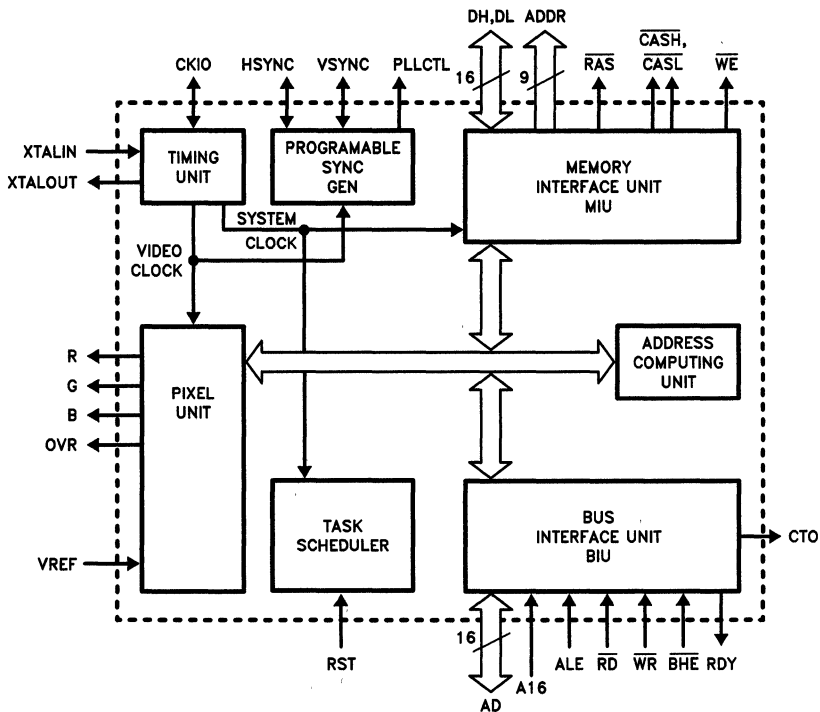 DH,DL ADDR
CASH,
CKIO HSYNC VSYNC PLLCTL RAS CASL WE
16 9
XTALIN
XTALOUT
TIMING
UNIT
PROGRAMABLE
SYNC
GEN
MEMORY
INTERFACE UNIT
MIU
SYSTEM
CLOCK
VIDEO
CLOCK
R
G
B
OVR
VREF
PIXEL
UNIT
ADDRESS
COMPUTING
UNIT
TASK
SCHEDULER
BUS
INTERFACE UNIT
BIU
CTO
16
RST
A16 ALE RD WR BHE RDY
AD